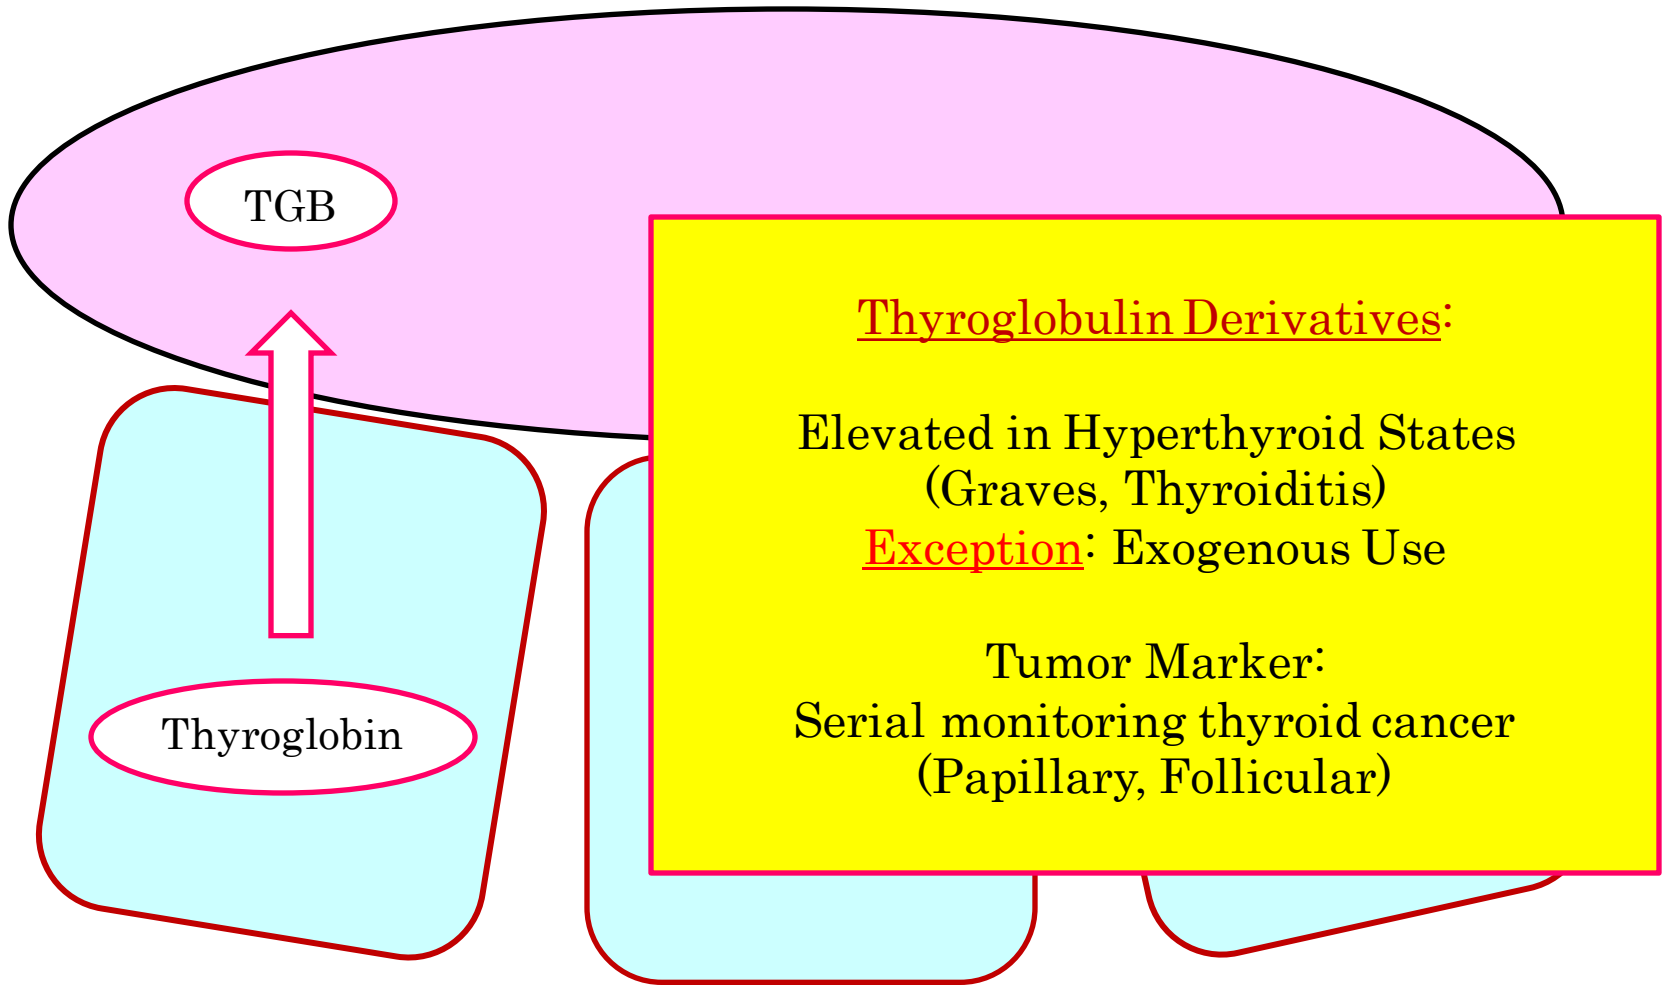 TGB
Thyroglobin
Thyroglobulin Derivatives:
Elevated in Hyperthyroid States
(Graves, Thyroiditis)
Exception: Exogenous Use
Tumor Marker:
Serial monitoring thyroid cancer
(Papillary, Follicular)